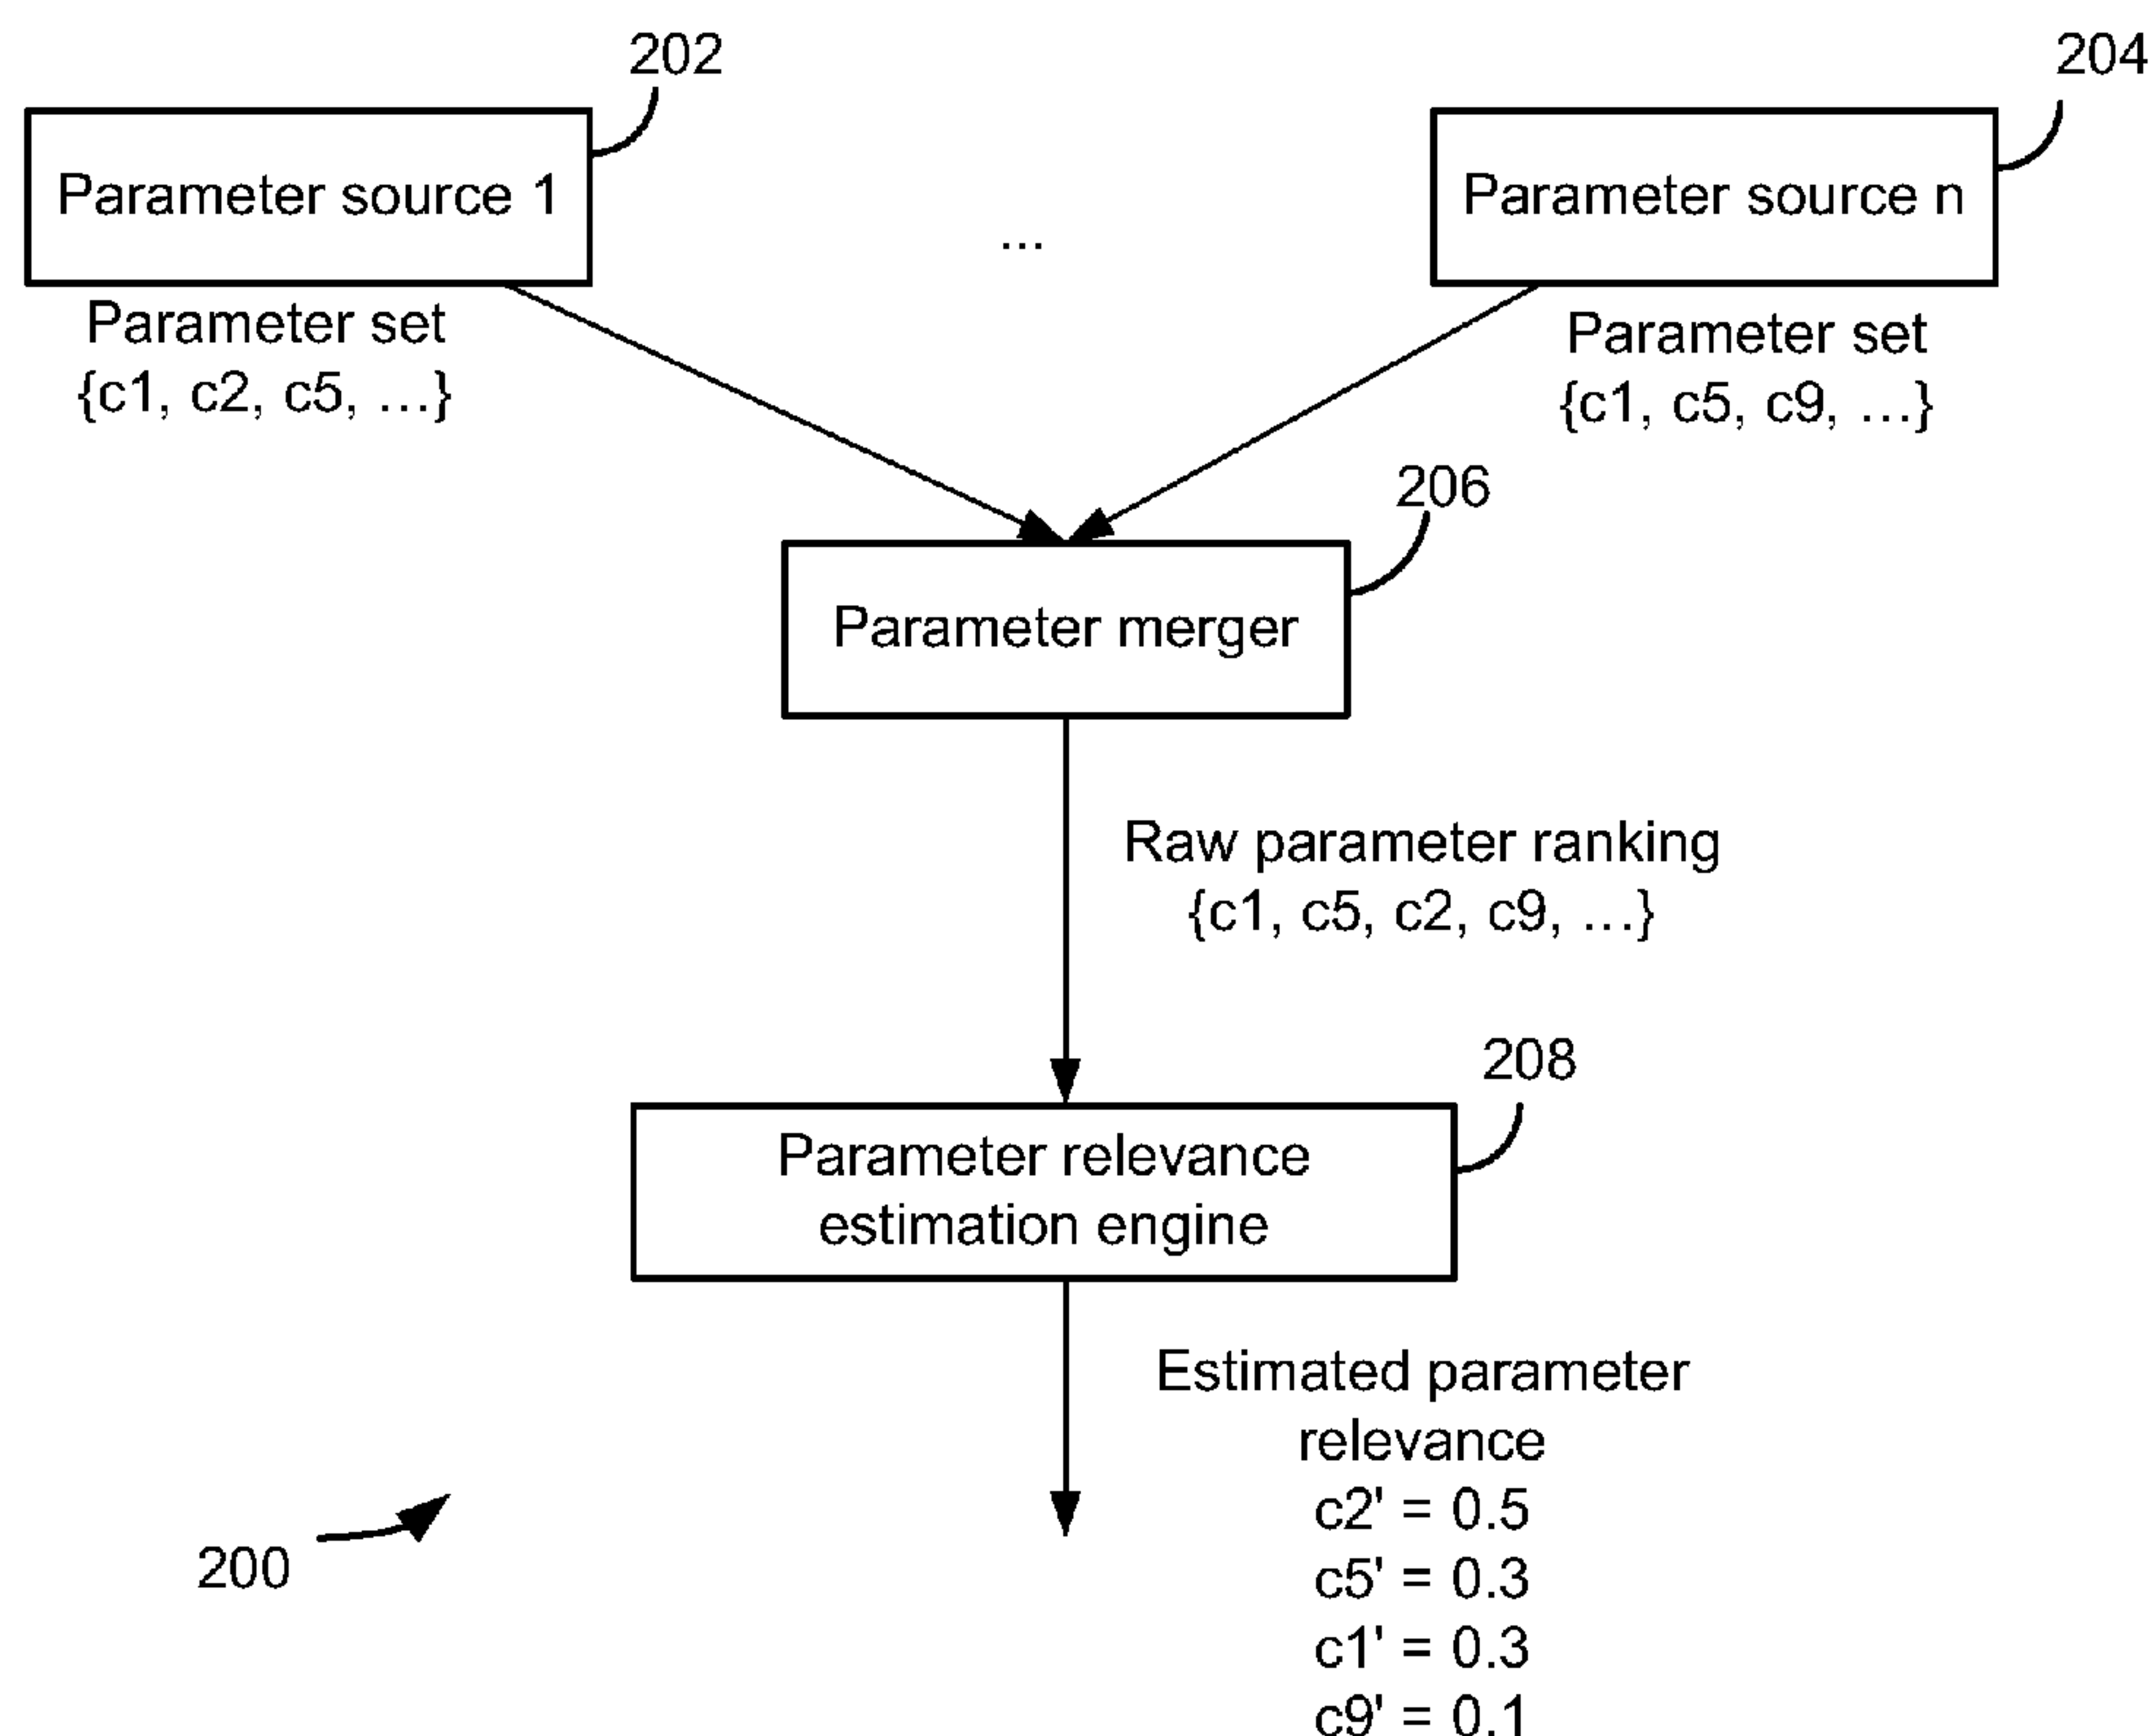 202
204
Parameter source 1
Parameter source n
...
Parameter set
{c1, c2, c5, ...}
Parameter set
{c1, c5, c9, ...}
206
Parameter merger
Raw parameter ranking
{c1, c5, c2, c9, ...}
208
Parameter relevance
estimation engine
Estimated parameter
relevance
c2' = 0.5
c5' = 0.3
c1' = 0.3
c9' = 0.1
200